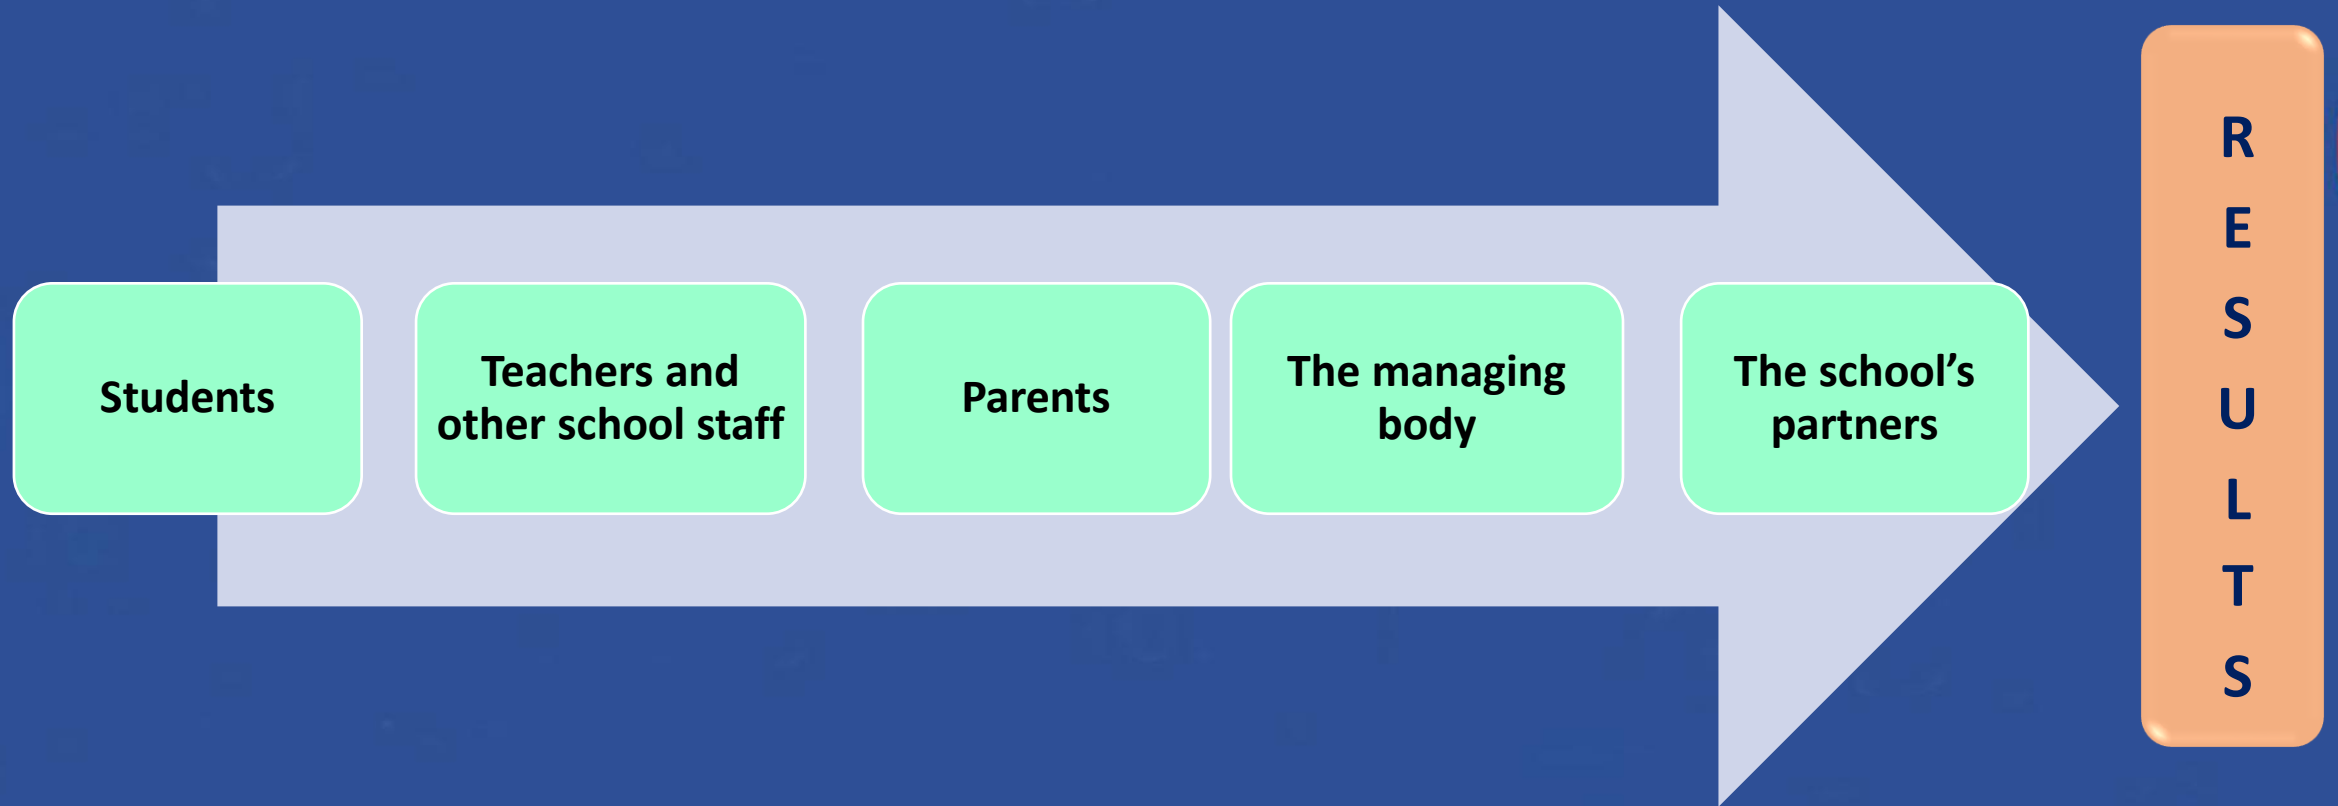 Students
Teachers and
other school staff
Parents
The managing
body
The school’s
partners
R
E
S
U
L
T
S